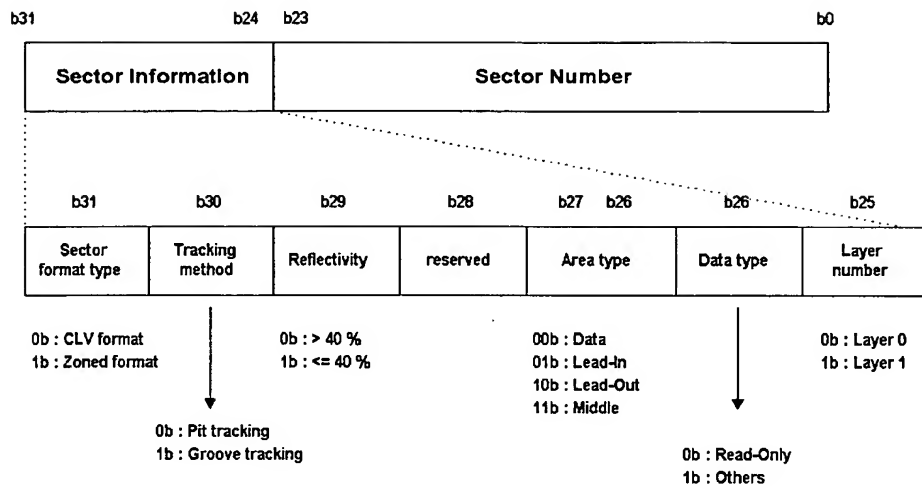 b31 b24 b23 b0
Sector Information Sector Number
b31 b30 b29 b28 b27 b26 b26 b25
Sector format type
Tracking method
Reflectivity
reserved
Area type
Data type
Layer number
0b : CLV format
1b : Zoned format
0b : > 40 %
1b : <= 40 %
00b : Data
01b : Lead-In
10b : Lead-Out
11b : Middle
0b : Layer 0
1b : Layer 1
0b : Pit tracking
1b : Groove tracking
0b : Read-Only
1b : Others